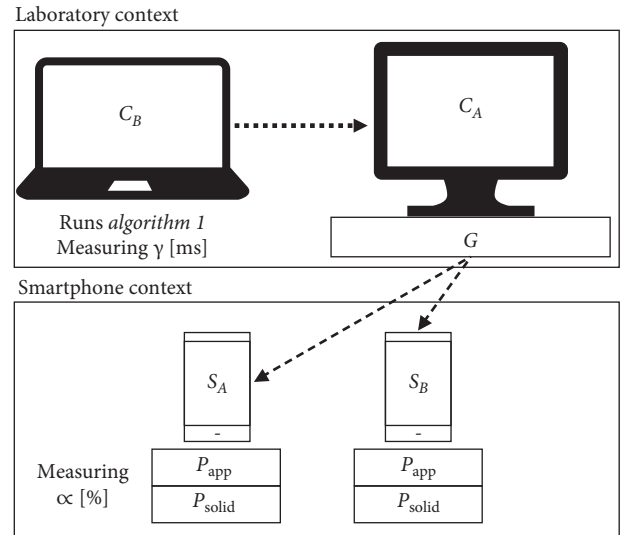 Laboratory context
C_B
C_A
Runs algorithm 1
Measuring γ [ms]
G
Smartphone context
S_A
S_B
-
-
Measuring
∝ [%]
P_app
P_app
P_solid
P_solid